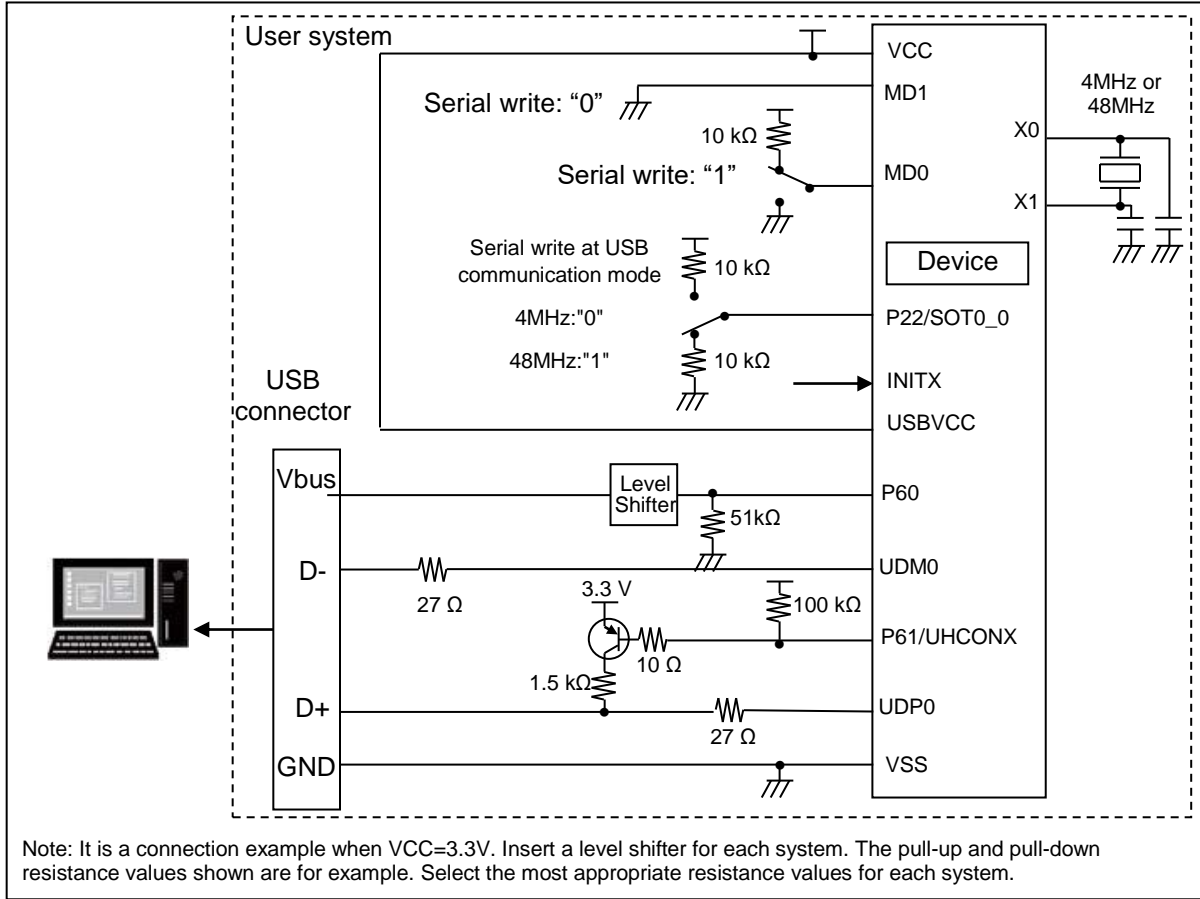 User system
VCC
MD1
Serial write: “0”
4MHz or
48MHz
X0
10 kΩ
Serial write: “1”
MD0
X1
Serial write at USB
communication mode
10 kΩ
Device
4MHz:"0"
P22/SOT0_0
48MHz:"1"
10 kΩ
INITX
USB
connector
USBVCC
Vbus
Level
Shifter
P60
51kΩ
D-
UDM0
27 Ω
3.3 V
100 kΩ
P61/UHCONX
10 Ω
1.5 kΩ
D+
UDP0
27 Ω
GND
VSS
Note: It is a connection example when VCC=3.3V. Insert a level shifter for each system. The pull-up and pull-down
resistance values shown are for example. Select the most appropriate resistance values for each system.